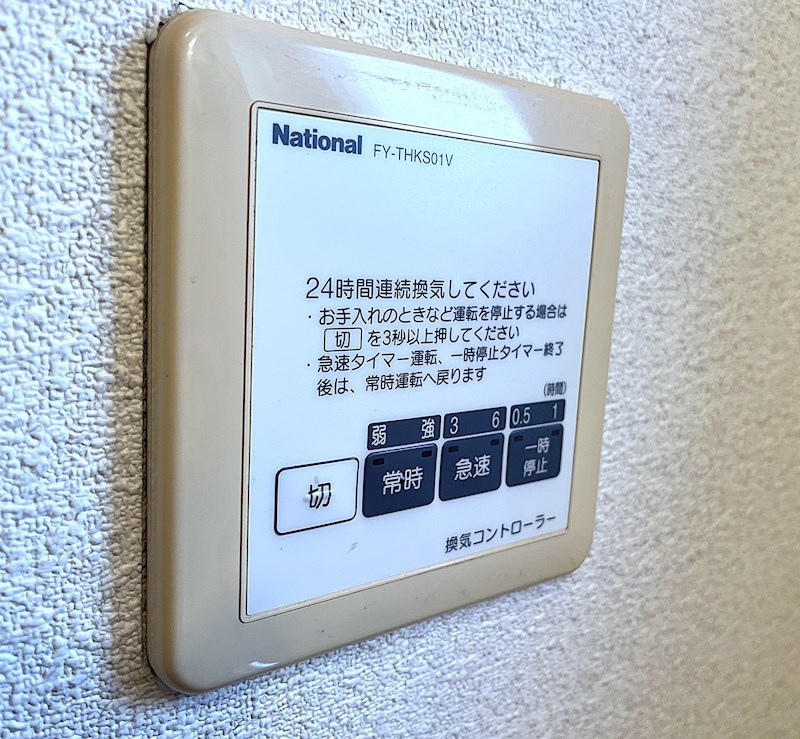 National FY-THKS01V
24時間連続換気してください
・お手入れのときなど運転を停止する場合は
切 を3秒以上押してください
・急速タイマー運転、一時停止タイマー終了
後は、常時運転へ戻ります
(時間)
弱 強 3 6 0.5 1
切 常時 急速 一時
停止
換気コントローラー